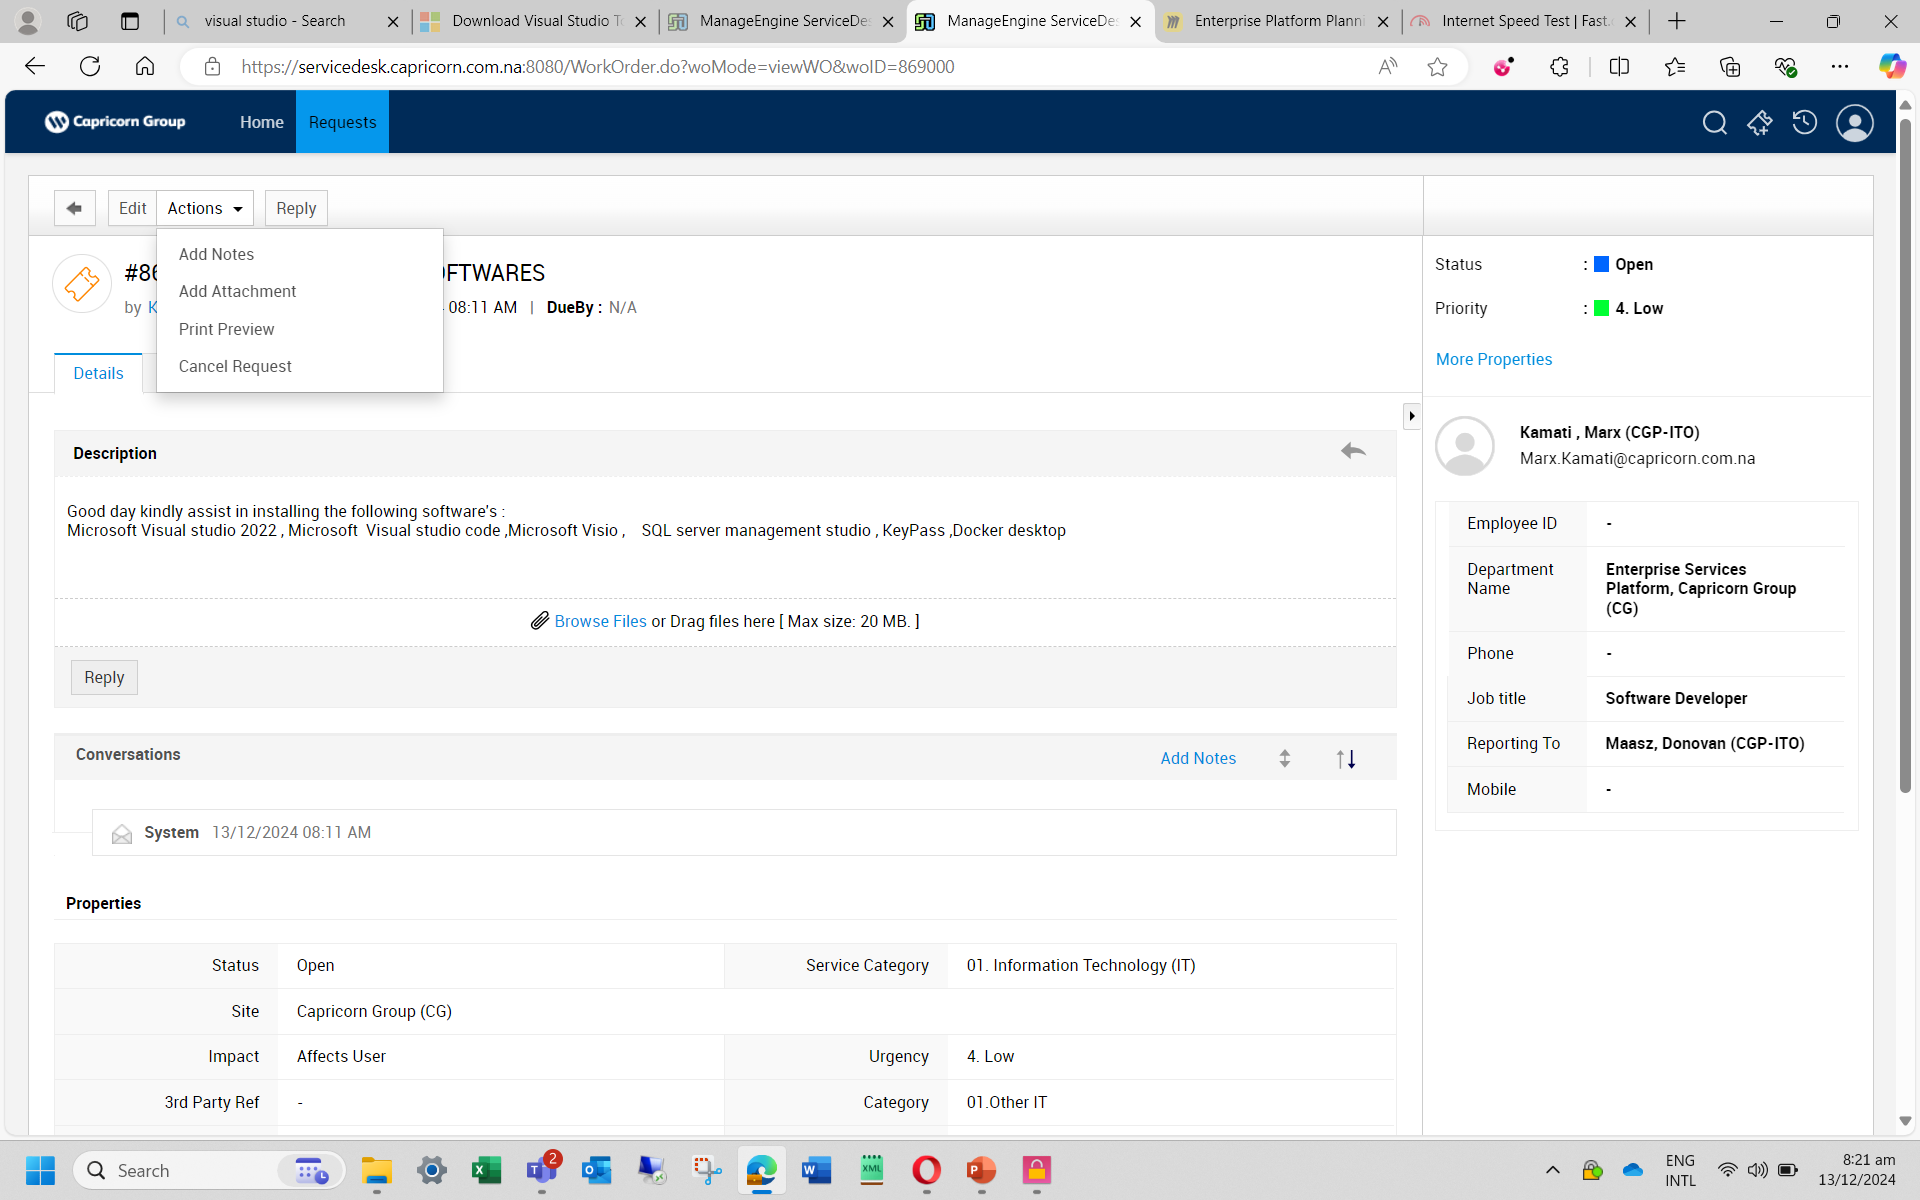 visual studio - Search
Download Visual Studio To
ManageEngine ServiceDes
ManageEngine ServiceDes
Enterprise Platform Planni
Internet Speed Test | Fast.c
https://servicedesk.capricorn.com.na:8080/WorkOrder.do?woMode=viewWO&woID=869000
Capricorn Group
Home
Requests
Edit
Actions
Reply
Add Notes
Add Attachment
Print Preview
Cancel Request
#86
OFTWARES
by K
08:11 AM | DueBy : N/A
Details
Description
Good day kindly assist in installing the following software's :
Microsoft Visual studio 2022 , Microsoft Visual studio code ,Microsoft Visio , SQL server management studio , KeyPass ,Docker desktop
Browse Files or Drag files here [ Max size: 20 MB. ]
Reply
Conversations
Add Notes
System 13/12/2024 08:11 AM
Properties
Status Open Service Category 01. Information Technology (IT)
Site Capricorn Group (CG)
Impact Affects User Urgency 4. Low
3rd Party Ref - Category 01.Other IT
Status : Open
Priority : 4. Low
More Properties
Kamati , Marx (CGP-ITO)
Marx.Kamati@capricorn.com.na
Employee ID -
Department Name
Enterprise Services Platform, Capricorn Group (CG)
Phone -
Job title Software Developer
Reporting To Maasz, Donovan (CGP-ITO)
Mobile -
Search
2
XML
ENG
INTL
8:21 am
13/12/2024